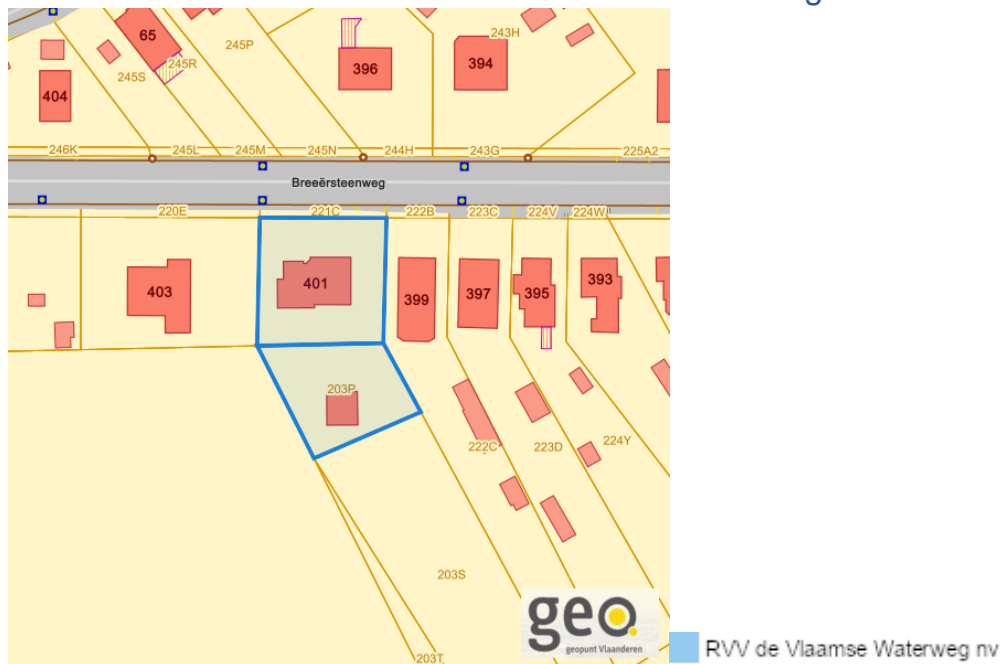 65
245P
243H
245R
396
394
245S
404
246K 245L 245M 245N 244H 243G 225A2
Breeërsteenweg
220E 221C 222B 223C 224V 224W
403
401
399
397
395
393
203P
222C
223D
224Y
203S
geo
geopunt Vlaanderen
203T
RVV de Vlaamse Waterweg nv